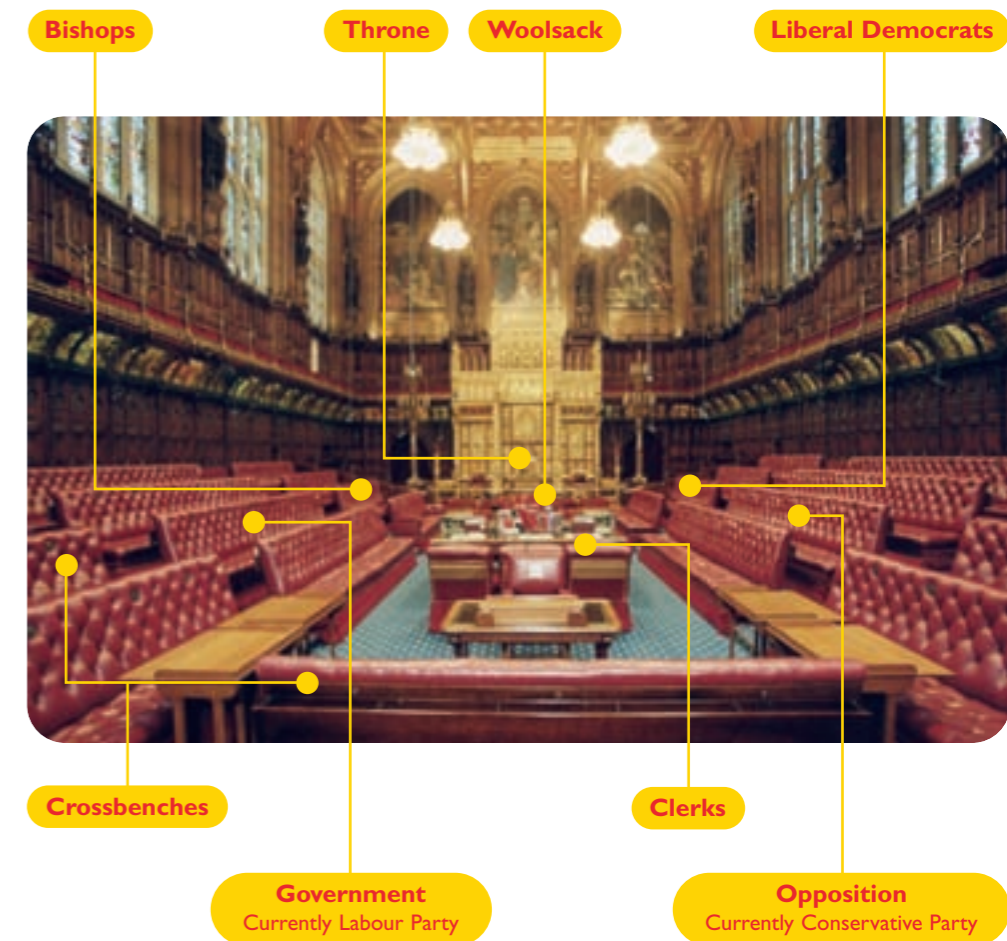 Bishops
Throne
Woolsack
Liberal Democrats
Crossbenches
Clerks
Government
Currently Labour Party
Opposition
Currently Conservative Party